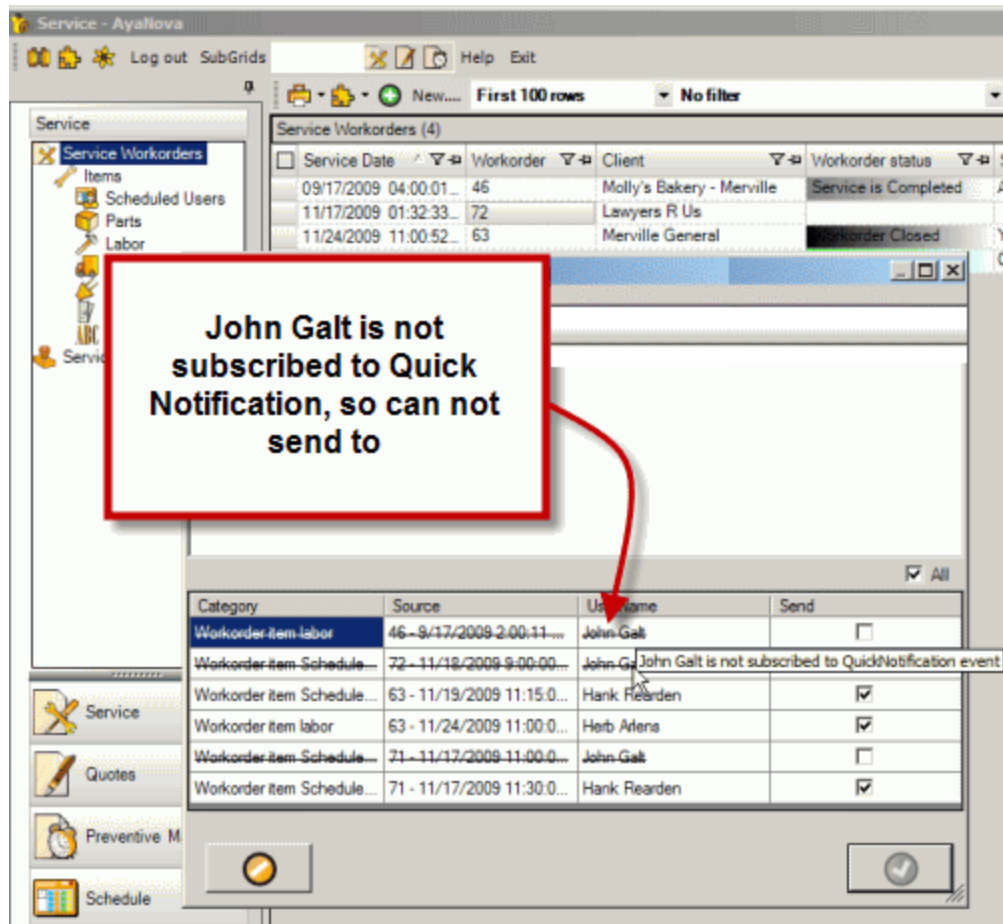 Service - AyaNova
Log out SubGrids Help Exit
New.... First 100 rows No filter
Service
Service Workorders (4)
Service Workorders
Service Date Workorder Client Workorder status
Items
09/17/2009 04:00:01... 46 Molly's Bakery - Merville Service is Completed
Scheduled Users
11/17/2009 01:32:33... 72 Lawyers R Us
Parts
11/24/2009 11:00:52... 63 Merville General Workorder Closed
Labor
ABC
Servic
John Galt is not
subscribed to Quick
Notification, so can not
send to
All
Category Source Name Send
Workorder item labor 46 - 9/17/2009 2:00:11 ... John Galt
Workorder item Schedule... 72 - 11/18/2009 9:00:00... John Ga
John Galt is not subscribed to QuickNotification event
Workorder item Schedule... 63 - 11/19/2009 11:15:0... Hank Rearden
Workorder item labor 63 - 11/24/2009 11:00:0... Herb Arlens
Workorder item Schedule... 71 - 11/17/2009 11:00:0... John Galt
Workorder item Schedule... 71 - 11/17/2009 11:30:0... Hank Rearden
Service
Quotes
Preventive M
Schedule